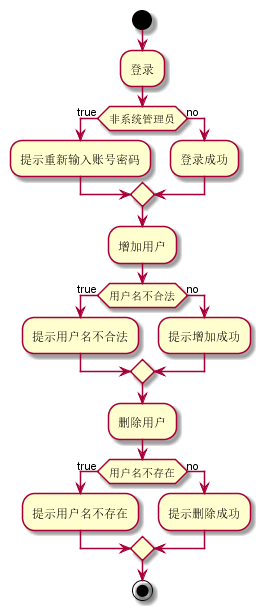 登录
true
非系统管理员
no
提示重新输入账号密码
登录成功
增加用户
true
用户名不合法
no
提示用户名不合法
提示增加成功
删除用户
true
用户名不存在
no
提示用户名不存在
提示删除成功